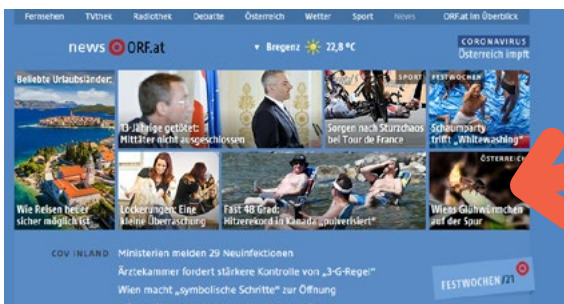 Fernsehen TVthek Radiothek Debatte Österreich Wetter Sport News ORF.at im Überblick
news ORF.at
▾ Bregenz 22,8 °C
CORONAVIRUS
Österreich impft
Beliebte Urlaubsländer:
Wie Reisen heuer
sicher möglich ist
13-Jährige getötet:
Mittäter nicht ausgeschlossen
SPORT
Sorgen nach Sturzchaos
bei Tour de France
FESTWOCHEN
Schaumparty
trifft „Whitewashing“
Lockerungen: Eine
kleine Überraschung
Fast 48 Grad:
Hitzerekord in Kanada „pulverisiert“
ÖSTERREICH
Wiens Glühwürmchen
auf der Spur
COV INLAND Ministerien melden 29 Neuinfektionen
Ärztekammer fordert stärkere Kontrolle von „3-G-Regel“
Wien macht „symbolische Schritte“ zur Öffnung
FESTWOCHEN /21